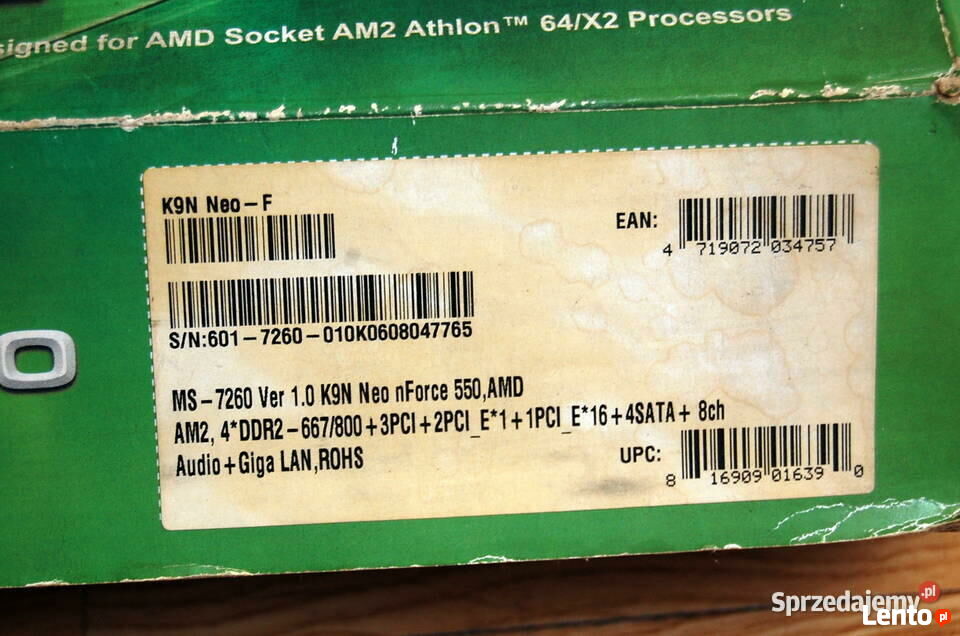 for AMD Socket AM2 Athlon™ 64/X2 Processors
K9N Neo-F
EAN:
4 719072 034757
S/N:601-7260-010K0608047765
MS-7260 Ver 1.0 K9N Neo nForce 550,AMD
AM2, 4*DDR2-667/800+3PCI+2PCI_E*1+1PCI_E*16+4SATA+ 8ch
Audio+Giga LAN,ROHS
UPC:
8 16909 01639 0
Sprzedajemy.pl
Lento.pl